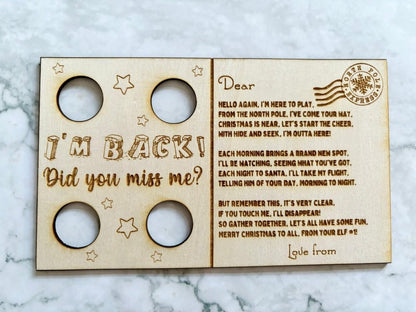 I'M BACK!
Did you miss me?
Dear
NORTH POLE
EXPRESS
HELLO AGAIN, I'M HERE TO PLAY,
FROM THE NORTH POLE, I'VE COME YOUR WAY,
CHRISTMAS IS NEAR, LET'S START THE CHEER,
WITH HIDE AND SEEK, I'M OUTTA HERE!
EACH MORNING BRINGS A BRAND NEW SPOT,
I'LL BE WATCHING, SEEING WHAT YOU'VE GOT,
EACH NIGHT TO SANTA, I'LL TAKE MY FLIGHT,
TELLING HIM OF YOUR DAY, MORNING TO NIGHT.
BUT REMEMBER THIS, IT'S VERY CLEAR,
IF YOU TOUCH ME, I'LL DISAPPEAR!
SO GATHER TOGETHER, LET'S ALL HAVE SOME FUN,
MERRY CHRISTMAS TO ALL, FROM YOUR ELF #1!
Love from